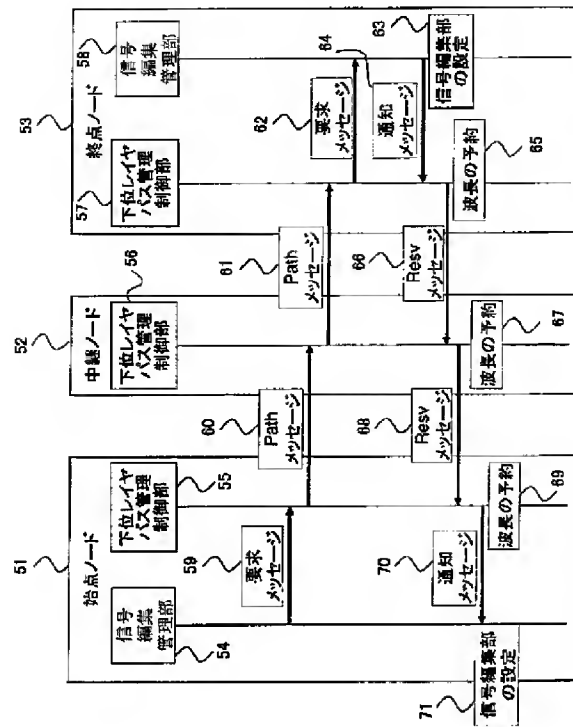 51
始点ノード
54
信号
編集
管理部
55
下位レイヤ
パス管理
制御部
52
中継ノード
56
下位レイヤ
パス管理
制御部
53
終点ノード
57
下位レイヤ
パス管理
制御部
58
信号
編集
管理部
59
要求
メッセージ
60
Path
メッセージ
61
Path
メッセージ
62
要求
メッセージ
63
信号編集部
の設定
64
通知
メッセージ
65
波長の予約
66
Resv
メッセージ
67
波長の予約
68
Resv
メッセージ
69
波長の予約
70
通知
メッセージ
71
信号編集部
の設定